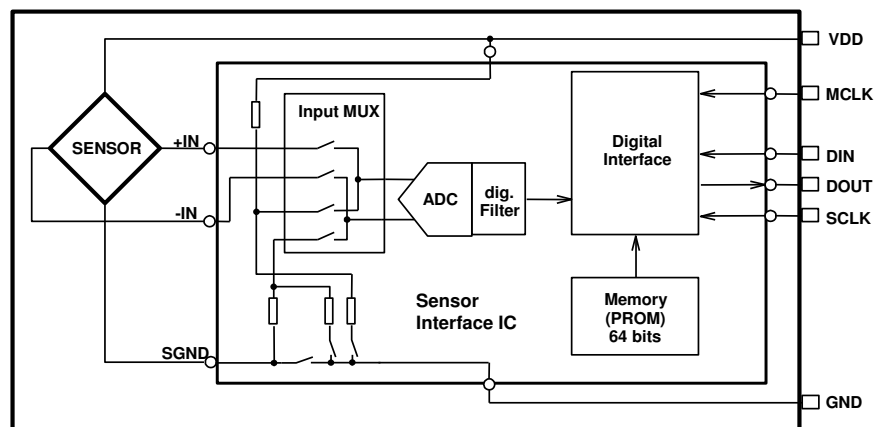 VDD
MCLK
Input MUX
+IN
SENSOR
Digital
Interface
DIN
DOUT
ADC
dig.
Filter
-IN
SCLK
Sensor
Interface IC
Memory
(PROM)
64 bits
SGND
GND